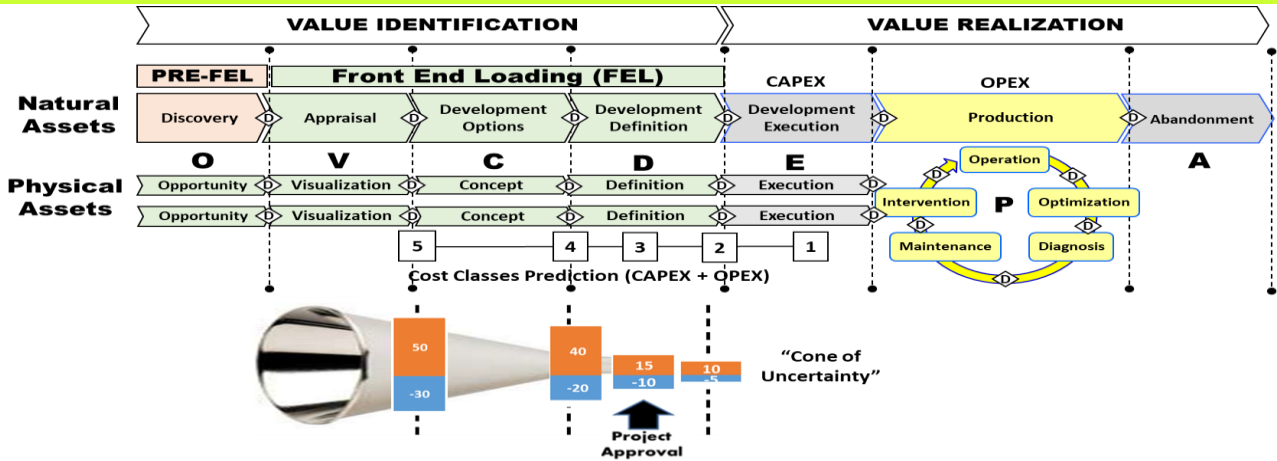 VALUE IDENTIFICATION
VALUE REALIZATION
PRE-FEL
Front End Loading (FEL)
CAPEX
OPEX
Natural
Assets
Discovery
D
Appraisal
D
Development
Options
D
Development
Definition
D
Development
Execution
D
Production
D
Abandonment
O
V
C
D
E
A
Physical
Assets
Opportunity
D
Visualization
D
Concept
D
Definition
D
Execution
D
Opportunity
D
Visualization
D
Concept
D
Definition
D
Execution
D
Operation
D
Optimization
D
Diagnosis
D
Maintenance
D
Intervention
D
P
5
4
3
2
1
Cost Classes Prediction (CAPEX + OPEX)
50
-30
40
-20
15
-10
10
-5
“Cone of
Uncertainty”
Project
Approval